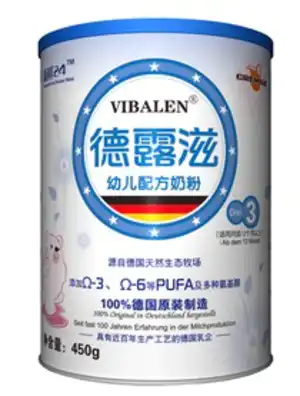 VIBALEN®
德露滋
幼儿配方奶粉
3
源自德国天然生态牧场
添加Ω-3、Ω-6等PUFA及多种氨基酸
100%德国原装制造
100% Original in Deutschland hergestellt
Seit fast 100 Jahren Erfahrung in der Milchproduktion
具有近百年生产工艺的德国乳企
净含量:450g